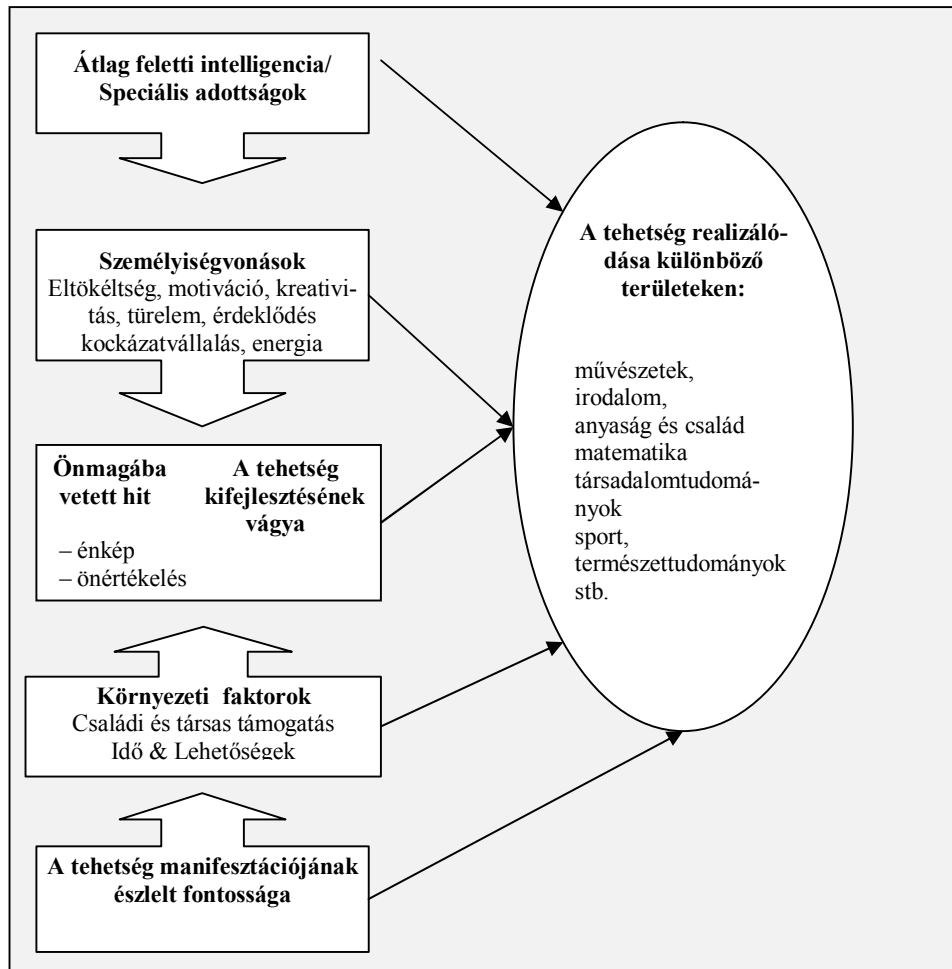 Átlag feletti intelligencia/
Speciális adottságok
Személyiségvonások
Eltökéltség, motiváció, kreativi-
tás, türelem, érdeklődés
kockázatvállalás, energia
Önmagába
vetett hit
– énkép
– önértékelés
A tehetség
kifejlesztésének
vágya
Környezeti faktorok
Családi és társas támogatás
Idő & Lehetőségek
A tehetség manifesztációjának
észlelt fontossága
A tehetség realizáló-
dása különböző
területeken:
művészetek,
irodalom,
anyaság és család
matematika
társadalomtudomá-
nyok
sport,
természettudományok
stb.